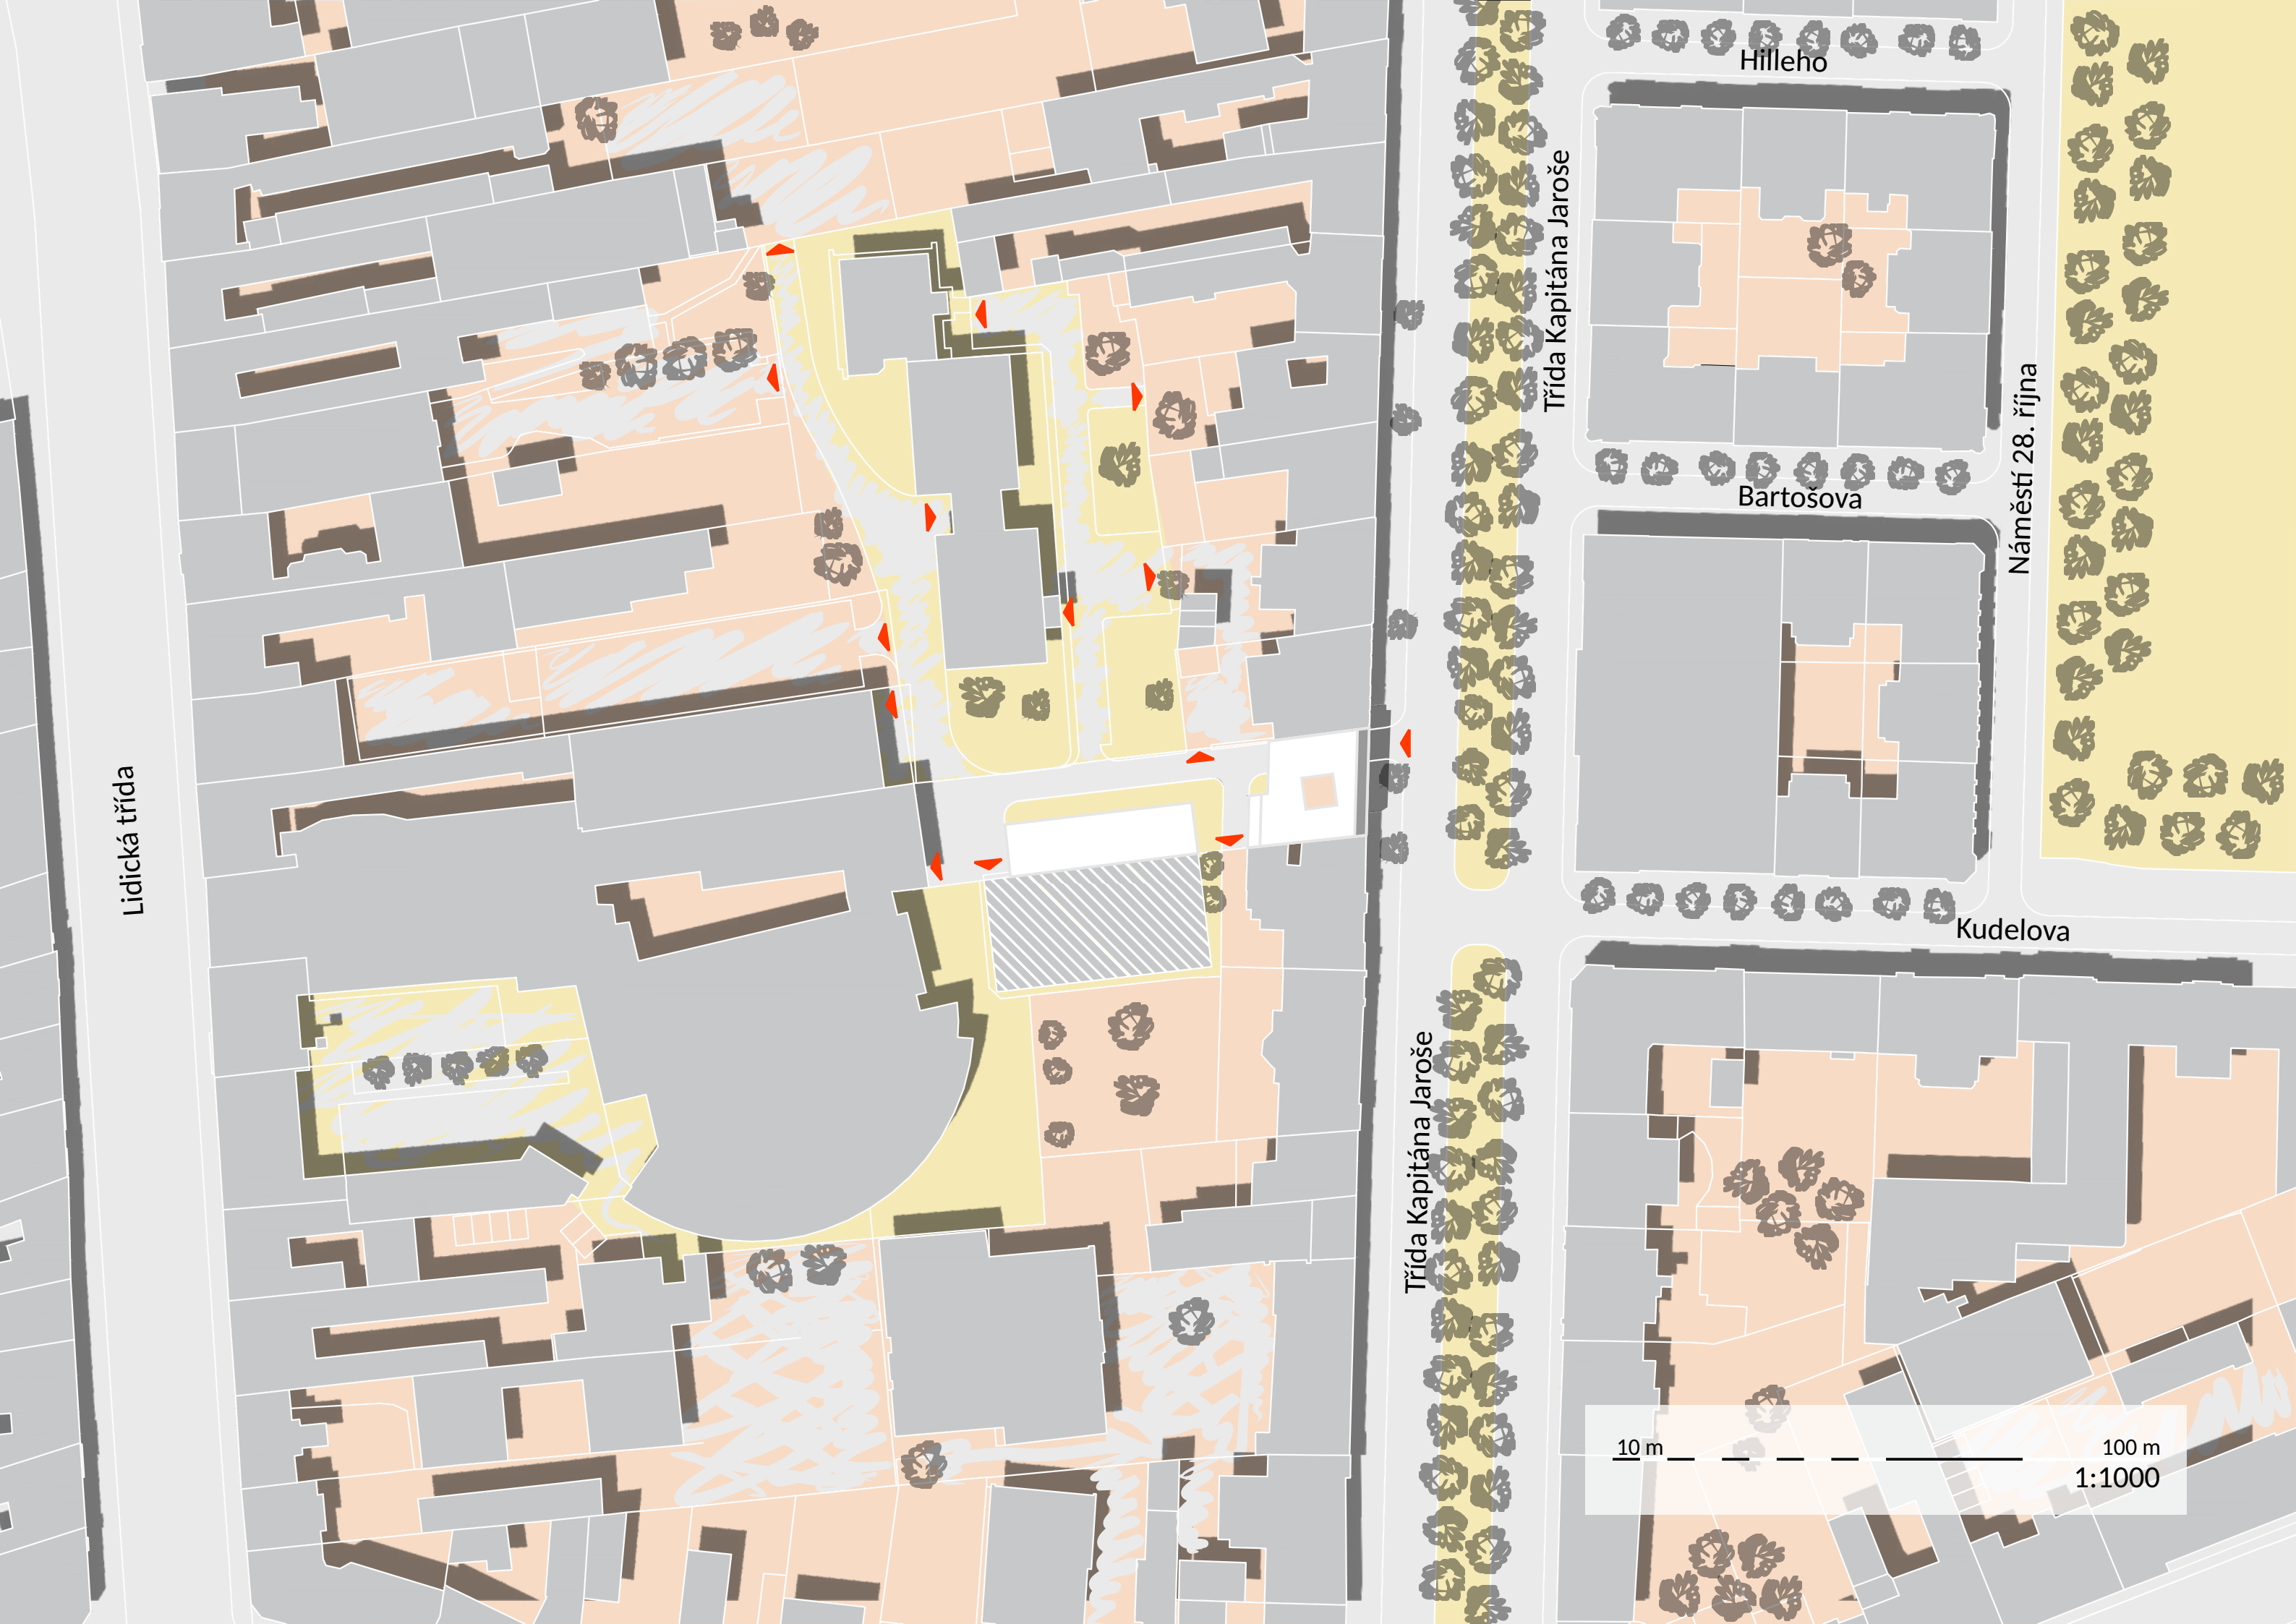 Hilleho
Třída Kapitána Jaroše
Náměstí 28. října
Bartošova
Lidická třída
Kudelova
Třída Kapitána Jaroše
10 m 100 m
1:1000